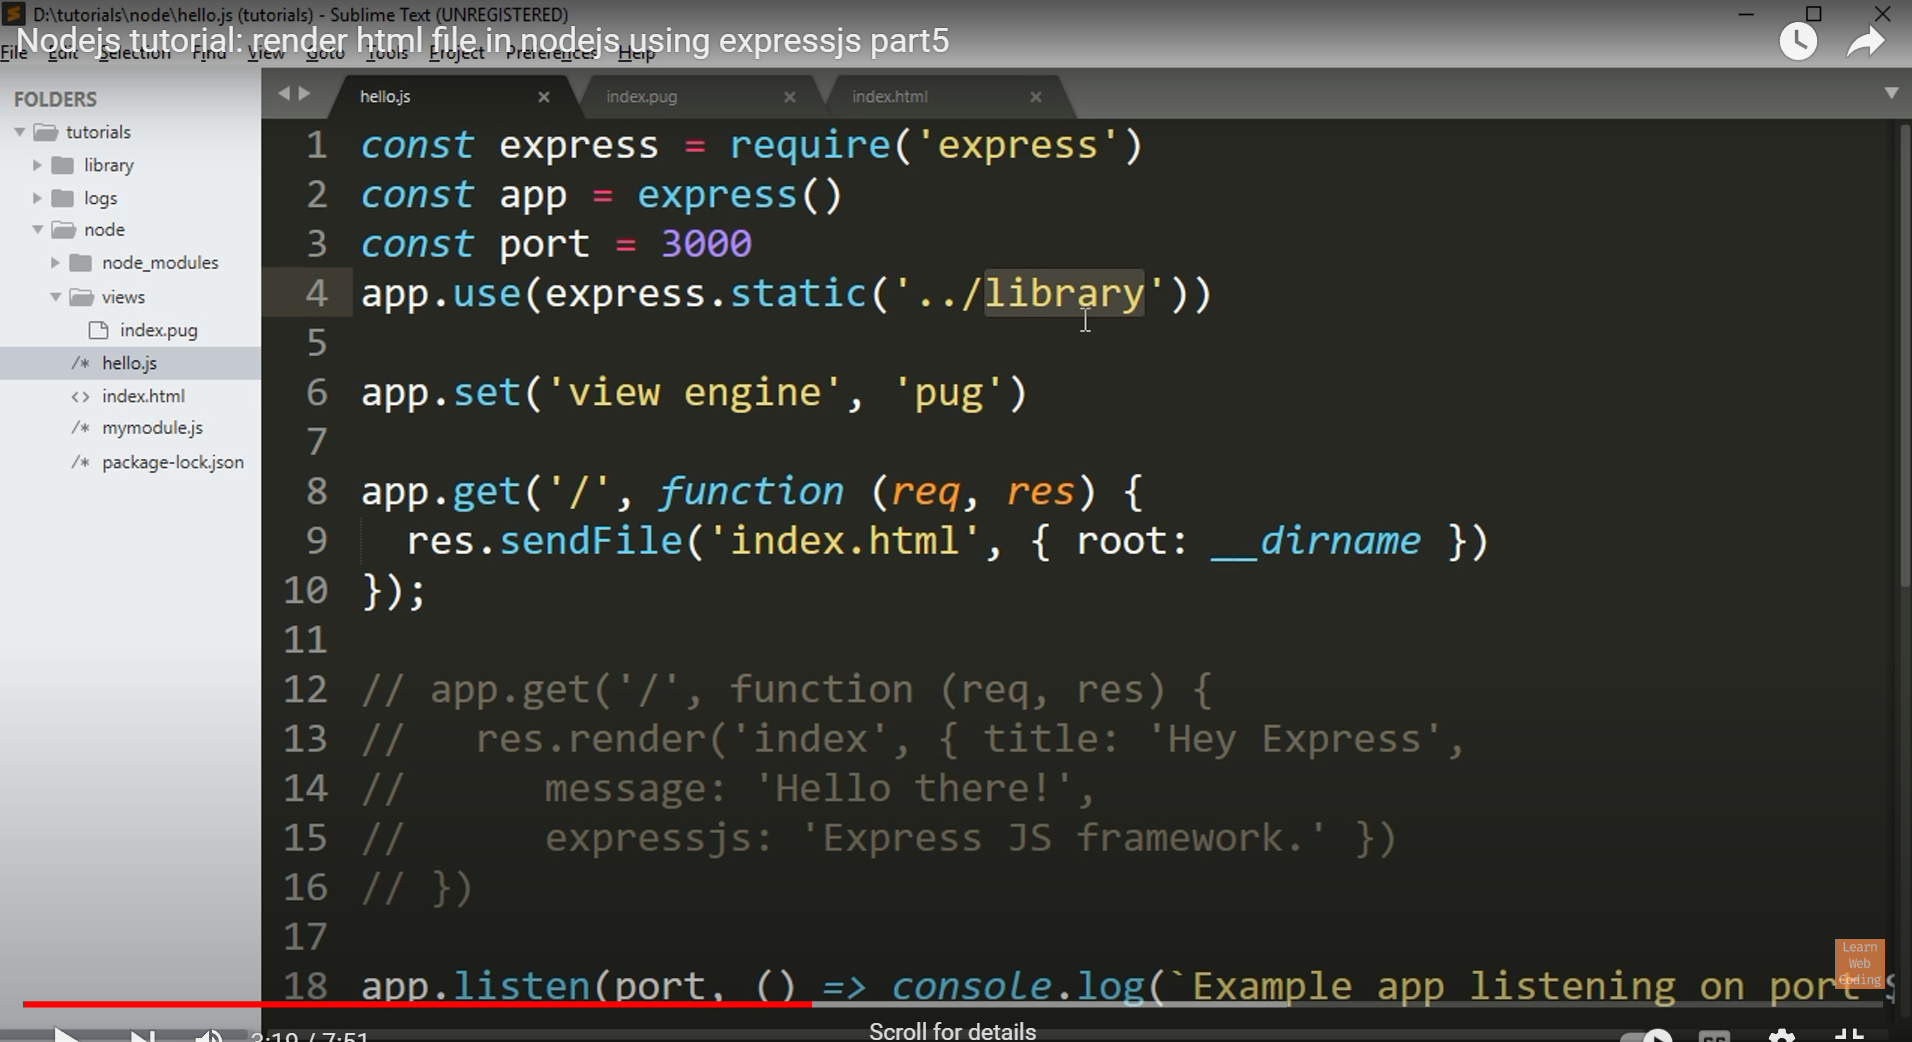 D:\tutorials\node\hello.js (tutorials) - Sublime Text (UNREGISTERED)
Nodejs tutorial: render html file in nodejs using expressjs part5
File Edit Selection Find View Goto Tools Project Preferences Help
FOLDERS
tutorials
library
logs
node
node_modules
views
index.pug
hello.js
index.html
mymodule.js
package-lock.json
hello.js index.pug index.html
1 const express = require('express')
2 const app = express()
3 const port = 3000
4 app.use(express.static('../library'))
5
6 app.set('view engine', 'pug')
7
8 app.get('/', function (req, res) {
9 res.sendFile('index.html', { root: __dirname })
10 });
11
12 // app.get('/', function (req, res) {
13 // res.render('index', { title: 'Hey Express',
14 // message: 'Hello there!',
15 // expressjs: 'Express JS framework.' })
16 // })
17
18 app.listen(port, () => console.log(`Example app listening on port $
Learn
Web
Coding
3:19 / 7:51
Scroll for details
CC